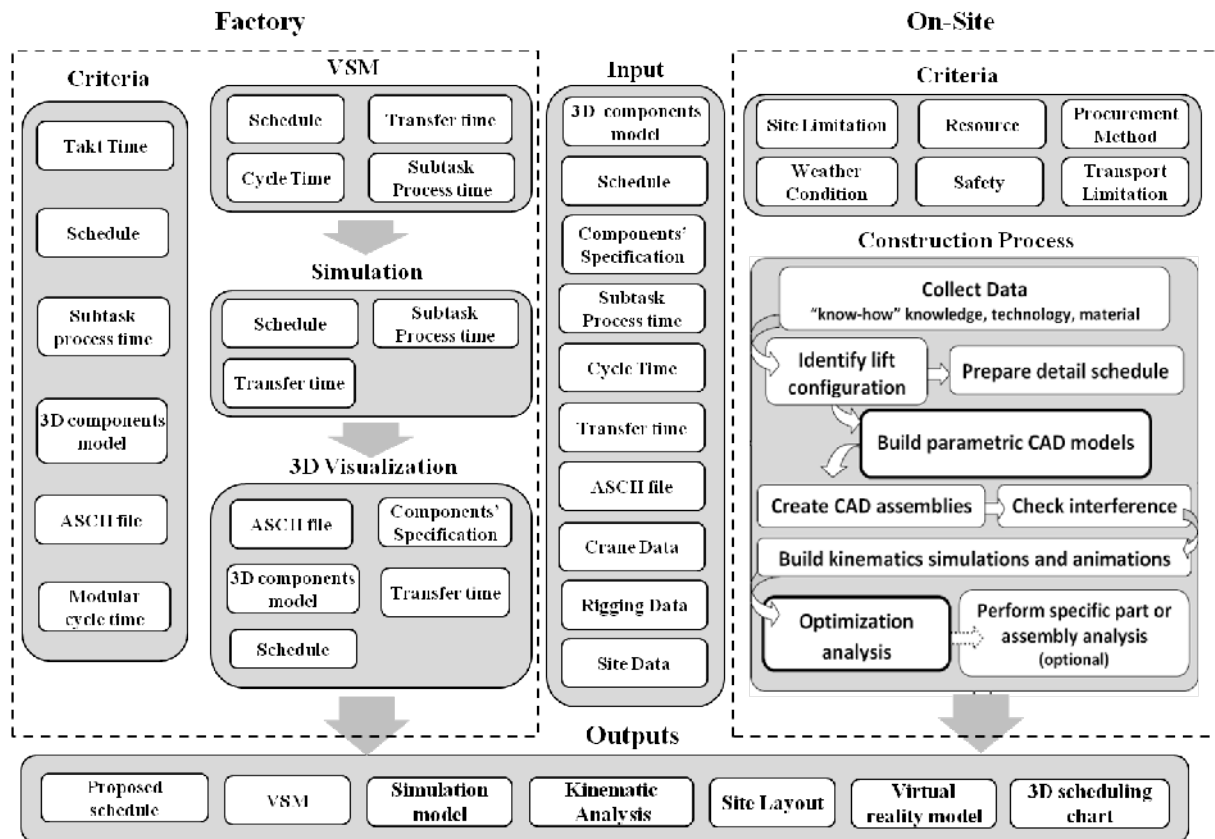 Factory
On-Site
Criteria
Takt Time
Schedule
Subtask
process time
3D components
model
ASCH file
Modular
cycle time
VSM
Schedule
Transfer time
Cycle Time
Subtask
Process time
Simulation
Schedule
Subtask
Process time
Transfer time
3D Visualization
ASCH file
Components'
Specification
3D components
model
Transfer time
Schedule
Input
3D components
model
Schedule
Components'
Specification
Subtask
Process time
Cycle Time
Transfer time
ASCH file
Crane Data
Rigging Data
Site Data
Criteria
Site Limitation
Resource
Procurement
Method
Weather
Condition
Safety
Transport
Limitation
Construction Process
Collect Data
"know-how" knowledge, technology, material
Identify lift
configuration
Prepare detail schedule
Build parametric CAD models
Create CAD assemblies
Check interference
Build kinematics simulations and animations
Optimization
analysis
Perform specific part or
assembly analysis
(optional)
Outputs
Proposed
schedule
VSM
Simulation
model
Kinematic
Analysis
Site Layout
Virtual
reality model
3D scheduling
chart